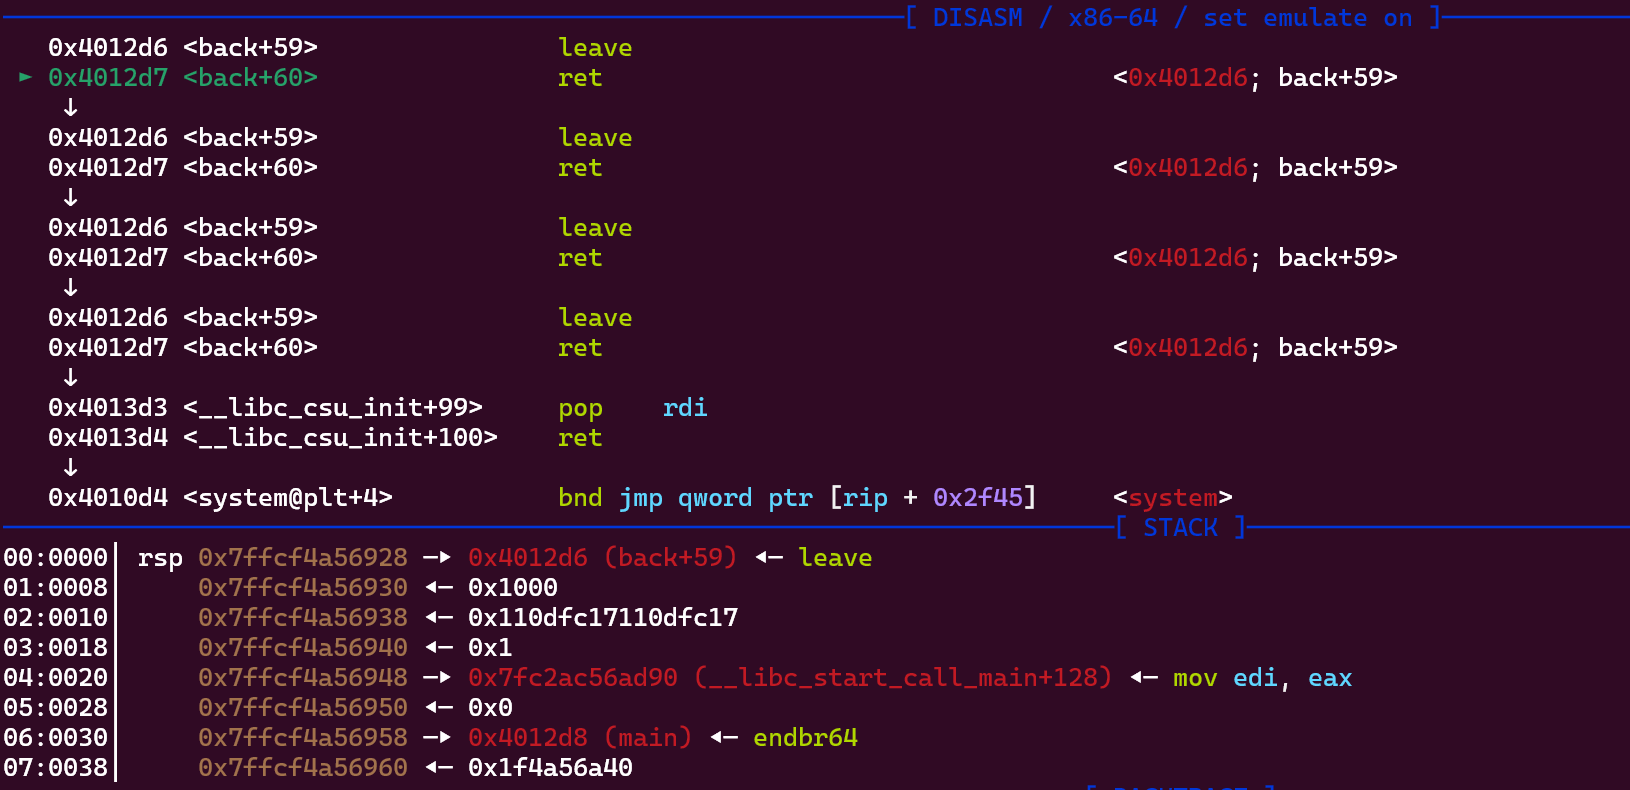 [ DISASM / x86-64 / set emulate on ]
0x4012d6 <back+59> leave
► 0x4012d7 <back+60> ret <0x4012d6; back+59>
↓
0x4012d6 <back+59> leave
0x4012d7 <back+60> ret <0x4012d6; back+59>
↓
0x4012d6 <back+59> leave
0x4012d7 <back+60> ret <0x4012d6; back+59>
↓
0x4012d6 <back+59> leave
0x4012d7 <back+60> ret <0x4012d6; back+59>
↓
0x4013d3 <__libc_csu_init+99> pop rdi
0x4013d4 <__libc_csu_init+100> ret
↓
0x4010d4 <system@plt+4> bnd jmp qword ptr [rip + 0x2f45] <system>
[ STACK ]
00:0000│ rsp 0x7ffcf4a56928 —▸ 0x4012d6 (back+59) ◂— leave
01:0008│ 0x7ffcf4a56930 ◂— 0x1000
02:0010│ 0x7ffcf4a56938 ◂— 0x110dfc17110dfc17
03:0018│ 0x7ffcf4a56940 ◂— 0x1
04:0020│ 0x7ffcf4a56948 —▸ 0x7fc2ac56ad90 (__libc_start_call_main+128) ◂— mov edi, eax
05:0028│ 0x7ffcf4a56950 ◂— 0x0
06:0030│ 0x7ffcf4a56958 —▸ 0x4012d8 (main) ◂— endbr64
07:0038│ 0x7ffcf4a56960 ◂— 0x1f4a56a40